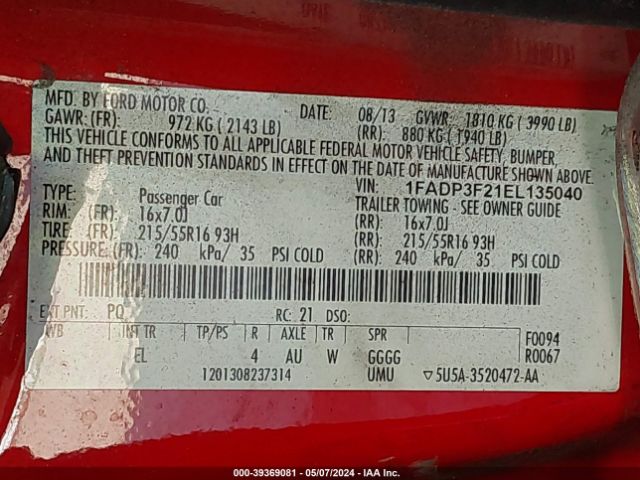 MFD. BY FORD MOTOR CO. DATE: 08/13 GVWR: 1810 KG ( 3990 LB)
GAWR: (FR): 972 KG ( 2143 LB) (RR): 880 KG ( 1940 LB)
THIS VEHICLE CONFORMS TO ALL APPLICABLE FEDERAL MOTOR VEHICLE SAFETY, BUMPER,
AND THEFT PREVENTION STANDARDS IN EFFECT ON THE DATE OF MANUFACTURE SHOWN ABOVE.
VIN: 1FADP3F21EL135040
TYPE: Passenger Car TRAILER TOWING - SEE OWNER GUIDE
RIM: (FR): 16x7.0J (RR): 16x7.0J
TIRE: (FR): 215/55R16 93H (RR): 215/55R16 93H
PRESSURE: (FR): 240 kPa/ 35 PSI COLD (RR): 240 kPa/ 35 PSI COLD
EXT PNT: PQ RC: 21 DSO:
WB INT TR TP/PS R AXLE TR SPR F0094
EL 4 AU W GGGG R0067
1201308237314 UMU ▽5U5A-3520472-AA
000-39369081 - 05/07/2024 - IAA Inc.